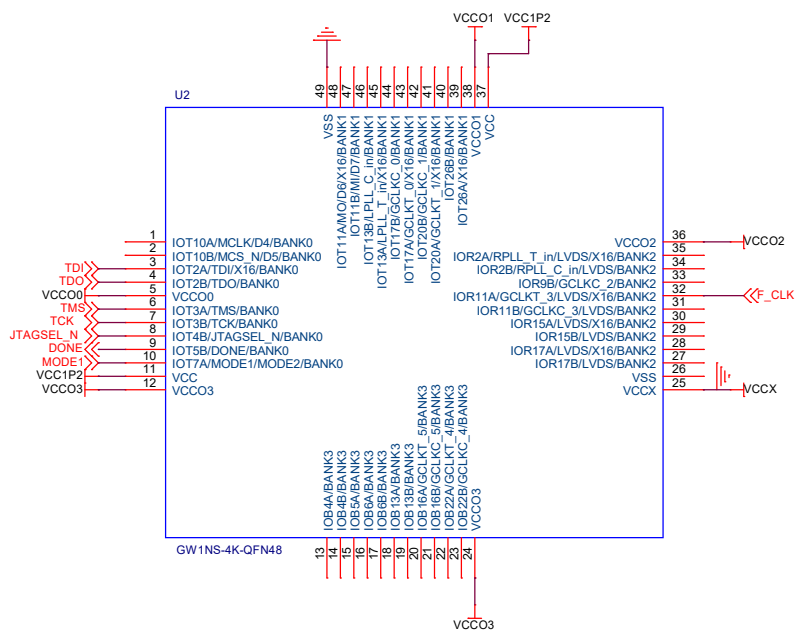 VCCO1 VCC1P2
U2
49 48 47 46 45 44 43 42 41 40 39 38 37
VSS
IOT11A/MO/D6/X16/BANK1
IOT11B/MI/D7/BANK1
IOT13B/LPLL_C_in/BANK1
IOT13A/LPLL_T_in/X16/BANK1
IOT17B/GCLKC_0/BANK1
IOT17A/GCLKT_0/X16/BANK1
IOT20B/GCLKC_1/BANK1
IOT20A/GCLKT_1/X16/BANK1
IOT26B/BANK1
IOT26A/X16/BANK1
VCCO1
VCC
1 IOT10A/MCLK/D4/BANK0
2 IOT10B/MCS_N/D5/BANK0
TDI 3 IOT2A/TDI/X16/BANK0
TDO 4 IOT2B/TDO/BANK0
VCCO0 5 VCCO0
TMS 6 IOT3A/TMS/BANK0
TCK 7 IOT3B/TCK/BANK0
JTAGSEL_N 8 IOT4B/JTAGSEL_N/BANK0
DONE 9 IOT5B/DONE/BANK0
MODE1 10 IOT7A/MODE1/MODE2/BANK0
VCC1P2 11 VCC
VCCO3 12 VCCO3
VCCO2 36 VCCO2
IOR2A/RPLL_T_in/LVDS/X16/BANK2 35
IOR2B/RPLL_C_in/LVDS/BANK2 34
IOR9B/GCLKC_2/BANK2 33
IOR11A/GCLKT_3/LVDS/X16/BANK2 32 F_CLK
IOR11B/GCLKC_3/LVDS/BANK2 31
IOR15A/LVDS/X16/BANK2 30
IOR15B/LVDS/BANK2 29
IOR17A/LVDS/X16/BANK2 28
IOR17B/LVDS/BANK2 27
VSS 26
VCCX 25 VCCX
IOB4A/BANK3
IOB4B/BANK3
IOB5A/BANK3
IOB6A/BANK3
IOB6B/BANK3
IOB13A/BANK3
IOB13B/BANK3
IOB16A/GCLKT_5/BANK3
IOB16B/GCLKC_5/BANK3
IOB22A/GCLKT_4/BANK3
IOB22B/GCLKC_4/BANK3
VCCO3
GW1NS-4K-QFN48
13 14 15 16 17 18 19 20 21 22 23 24
VCCO3